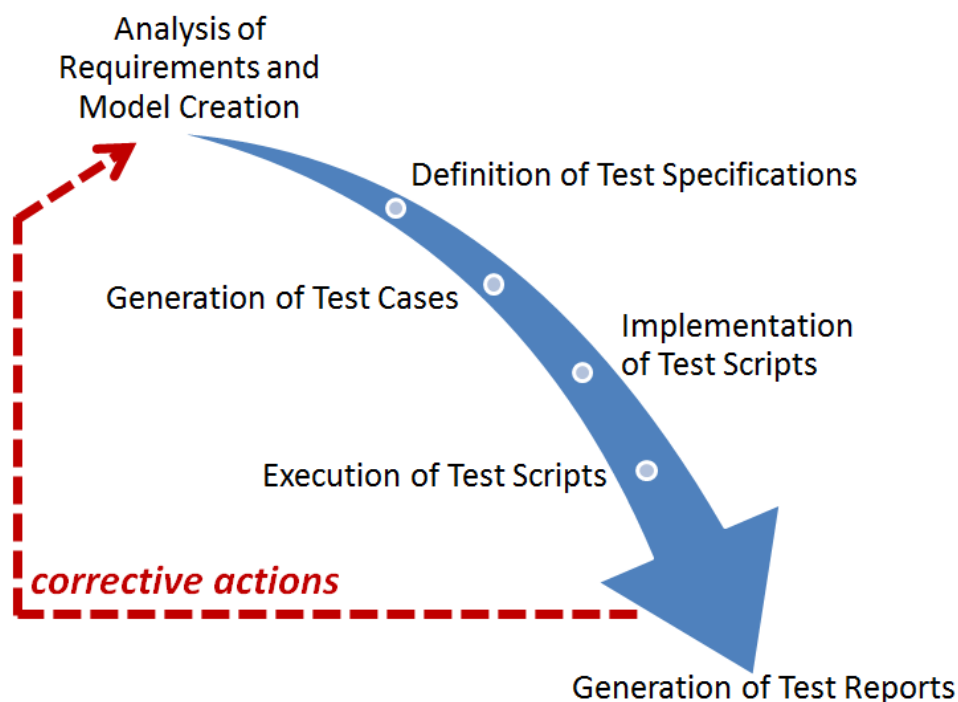 Analysis of
Requirements and
Model Creation
Definition of Test Specifications
Generation of Test Cases
Implementation
of Test Scripts
Execution of Test Scripts
corrective actions
Generation of Test Reports